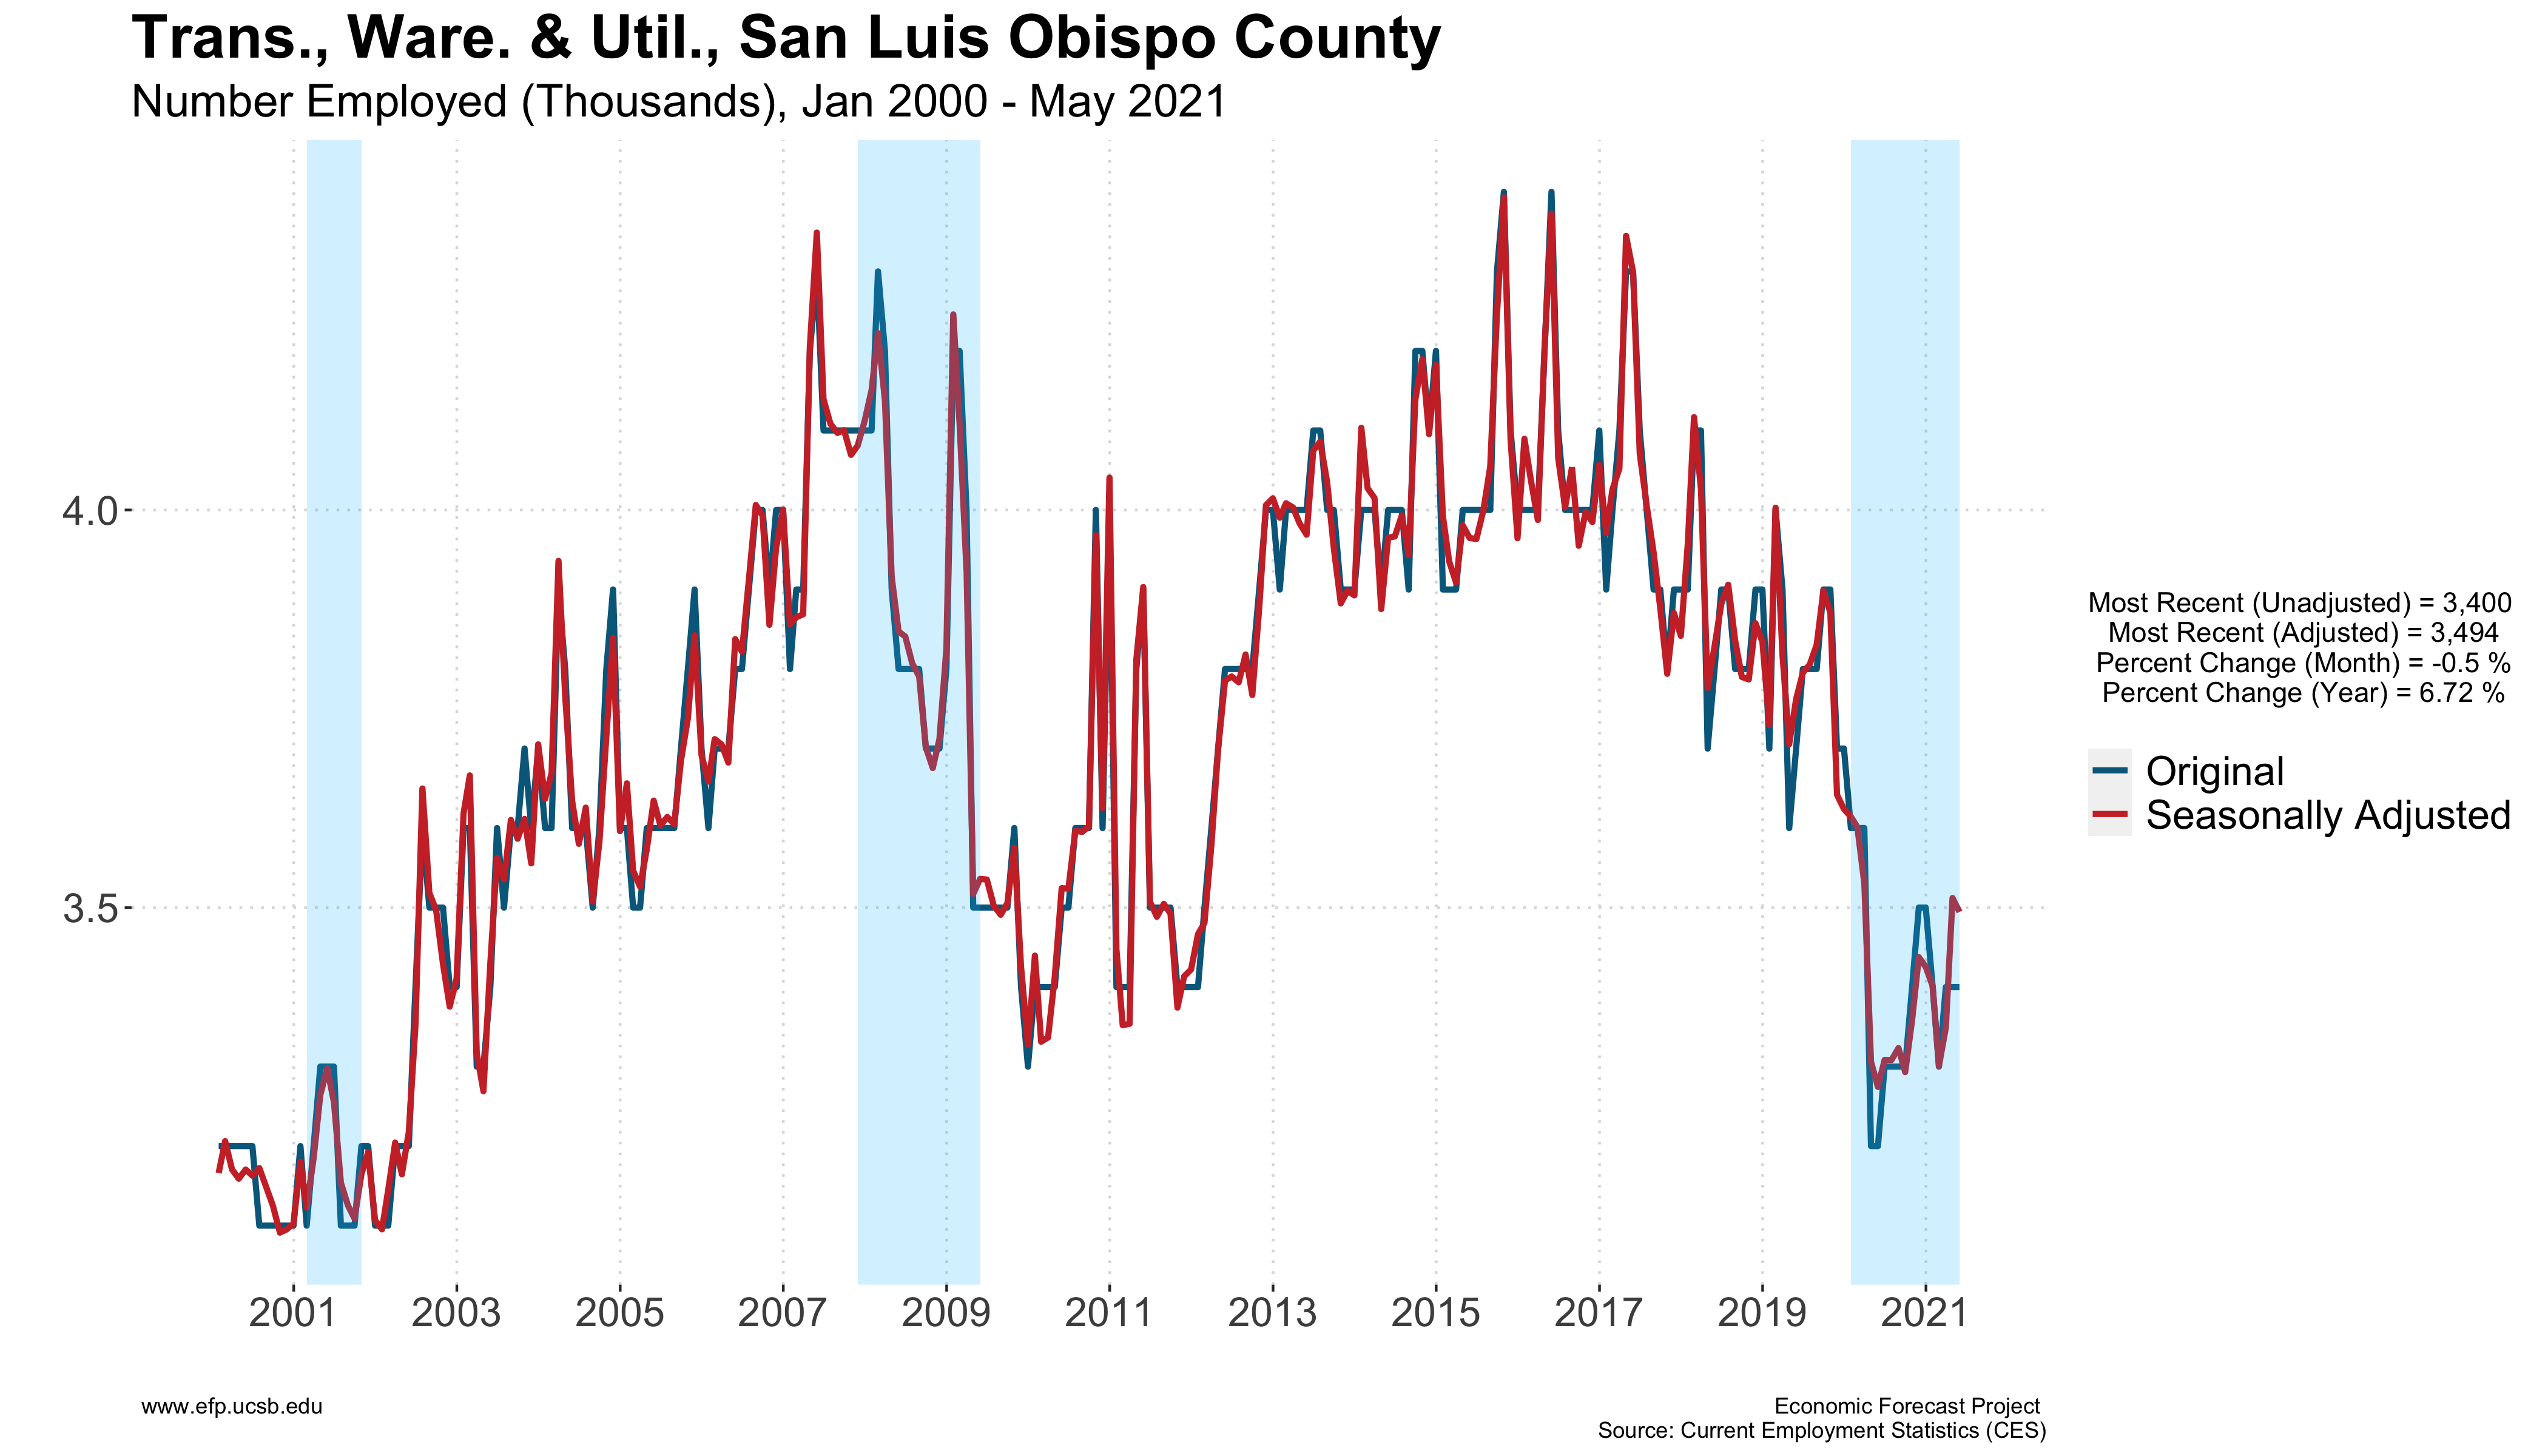 Trans., Ware. & Util., San Luis Obispo County
Number Employed (Thousands), Jan 2000 - May 2021
4.0
3.5
2001 2003 2005 2007 2009 2011 2013 2015 2017 2019 2021
Most Recent (Unadjusted) = 3,400
Most Recent (Adjusted) = 3,494
Percent Change (Month) = -0.5 %
Percent Change (Year) = 6.72 %
Original
Seasonally Adjusted
www.efp.ucsb.edu
Economic Forecast Project
Source: Current Employment Statistics (CES)